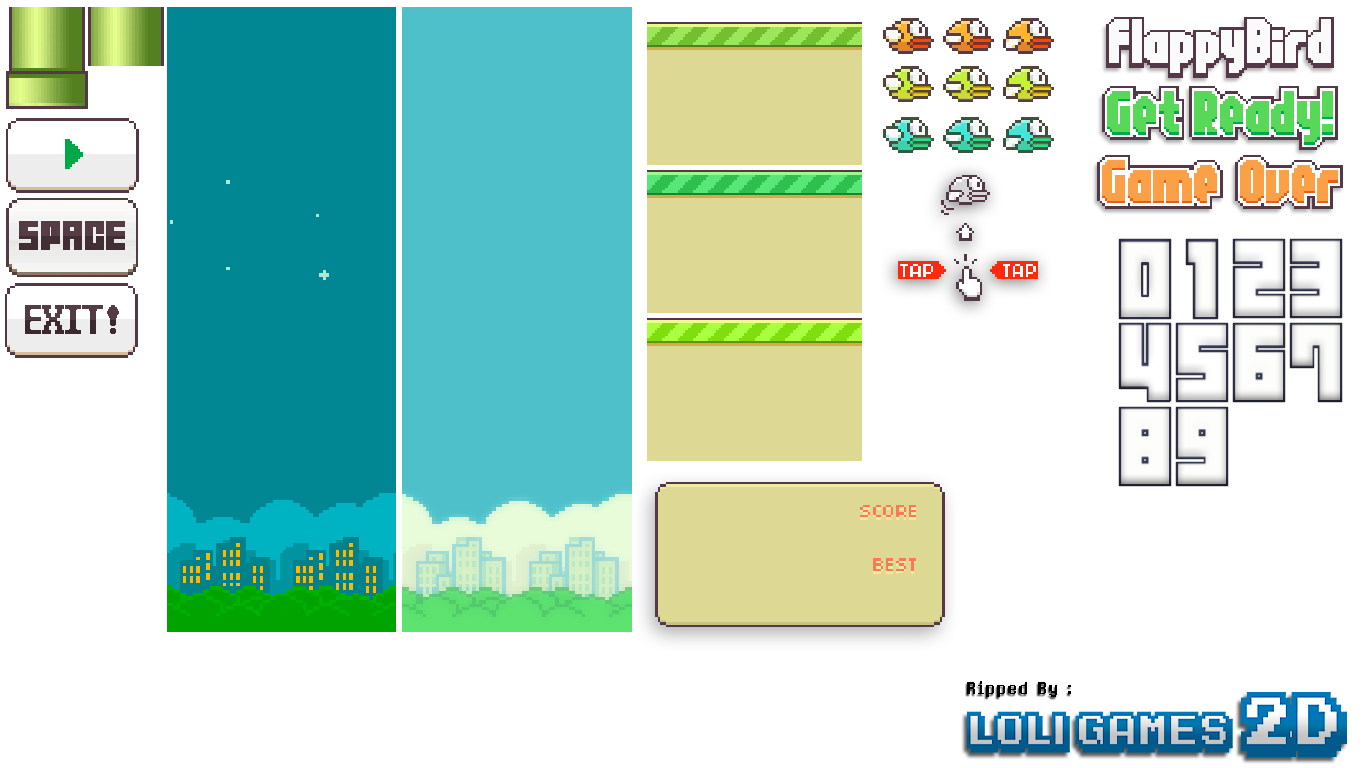 SPACE
EXIT!
SCORE
BEST
TAP
TAP
FlappyBird
Get Ready!
Game Over
0123
4567
89
Ripped By :
LOLI GAMES 2D